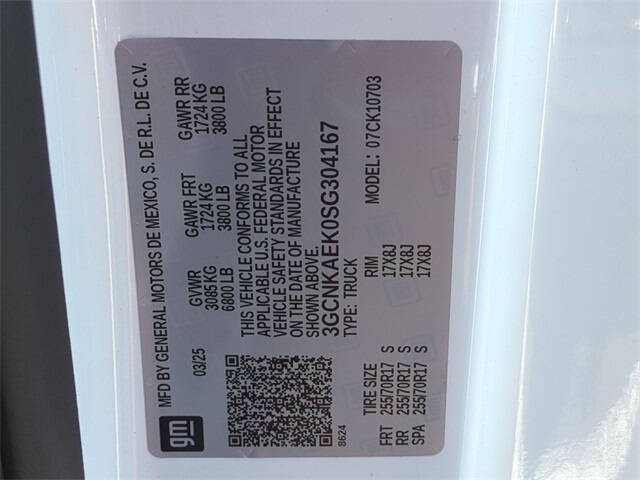 MFD BY GENERAL MOTORS DE MEXICO, S. DE R.L. DE C.V.
03/25 GVWR GAWR FRT GAWR RR
3085 KG 1724 KG 1724 KG
6800 LB 3800 LB 3800 LB
gm
THIS VEHICLE CONFORMS TO ALL
APPLICABLE U.S. FEDERAL MOTOR
VEHICLE SAFETY STANDARDS IN EFFECT
ON THE DATE OF MANUFACTURE
SHOWN ABOVE.
3GCNKAEK0SG304167
8624 TYPE: TRUCK MODEL: 07CK10703
TIRE SIZE RIM
FRT 255/70R17 S 17X8J
RR 255/70R17 S 17X8J
SPA 255/70R17 S 17X8J